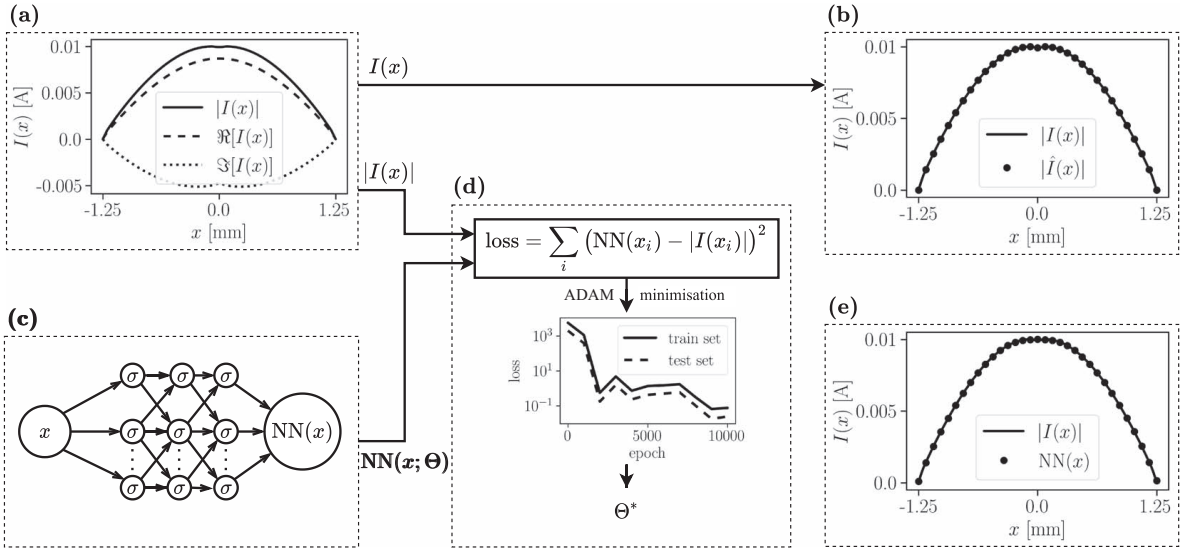 (a)
0.01
0.005
0.0
-0.005
I(x) [A]
|I(x)|
ℜ[I(x)]
ℑ[I(x)]
-1.25
0.0
1.25
x [mm]
I(x)
|I(x)|
(b)
0.01
0.005
0.0
I(x) [A]
|I(x)|
|Î(x)|
-1.25
0.0
1.25
x [mm]
(c)
x
σ σ σ
σ σ σ
σ σ σ
NN(x)
NN(x; Θ)
(d)
loss = ∑ᵢ (NN(xᵢ) − |I(xᵢ)|)²
ADAM minimisation
10³
10¹
10⁻¹
loss
train set
test set
0
5000
10000
epoch
Θ*
(e)
0.01
0.005
0.0
I(x) [A]
|I(x)|
NN(x)
-1.25
0.0
1.25
x [mm]